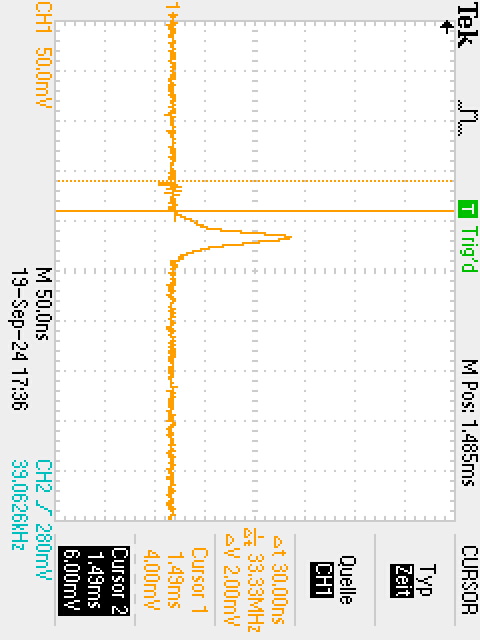 Tek
T Trig'd
M Pos: 1.485ms
CURSOR
Typ
Zeit
Quelle
CH1
Δt 30.00ns
1/Δt 33.33MHz
ΔV 2.00mV
Cursor 1
1.49ms
4.00mV
Cursor 2
1.49ms
6.00mV
1
CH1 50.0mV
M 50.0ns
CH2 / 280mV
19-Sep-24 17:36
39.0626kHz